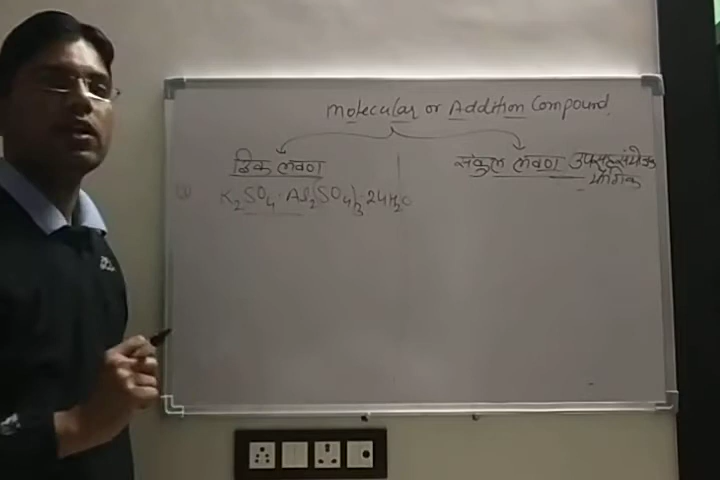 Molecular or Addition Compound
द्विक लवण
संकुल लवण उपसहसंयोजक
यौगिक
K₂SO₄·Al₂(SO₄)₃·24H₂O